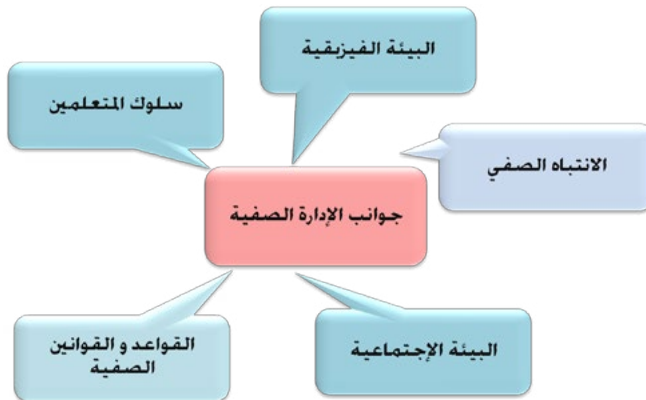 البيئة الفيزيقية
سلوك المتعلمين
الانتباه الصفي
جوانب الإدارة الصفية
القواعد و القوانين
الصفية
البيئة الإجتماعية